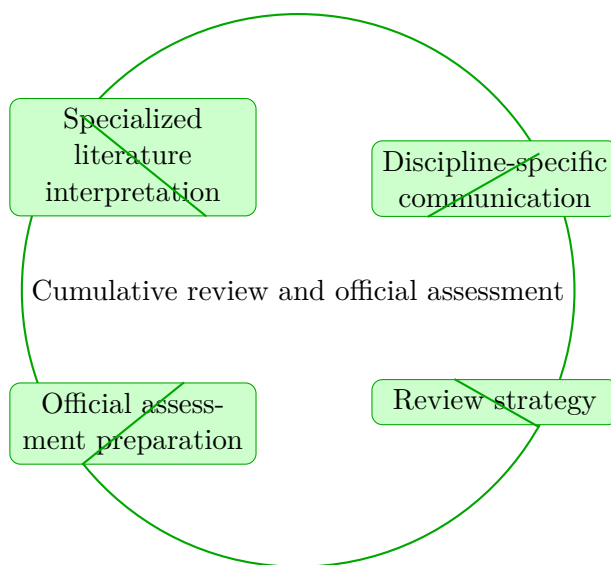 Specialized
literature
interpretation
Discipline-specific
communication
Cumulative review and official assessment
Official assess-
ment preparation
Review strategy